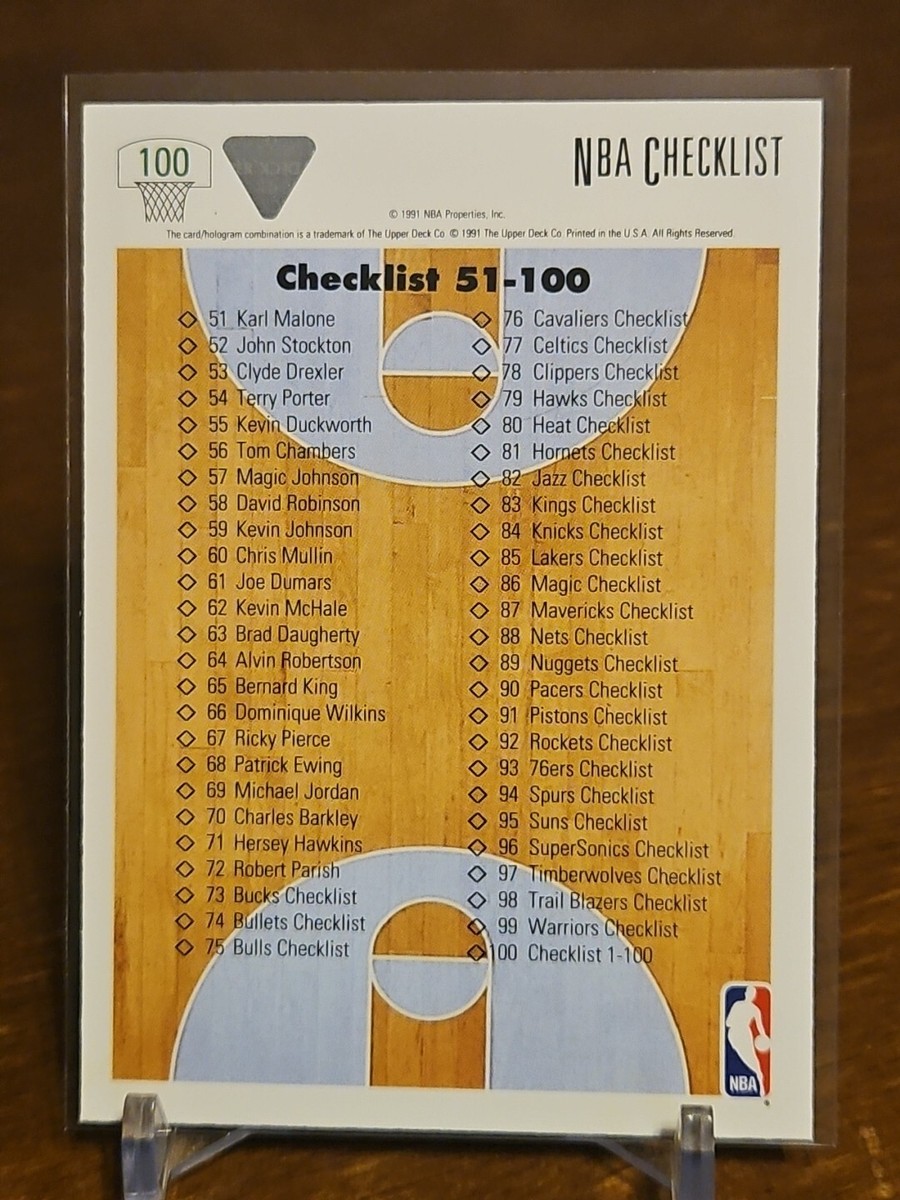 100
NBA CHECKLIST
© 1991 NBA Properties, Inc.
The card/hologram combination is a trademark of The Upper Deck Co. © 1991 The Upper Deck Co. Printed in the U.S.A. All Rights Reserved.
Checklist 51-100
51 Karl Malone
52 John Stockton
53 Clyde Drexler
54 Terry Porter
55 Kevin Duckworth
56 Tom Chambers
57 Magic Johnson
58 David Robinson
59 Kevin Johnson
60 Chris Mullin
61 Joe Dumars
62 Kevin McHale
63 Brad Daugherty
64 Alvin Robertson
65 Bernard King
66 Dominique Wilkins
67 Ricky Pierce
68 Patrick Ewing
69 Michael Jordan
70 Charles Barkley
71 Hersey Hawkins
72 Robert Parish
73 Bucks Checklist
74 Bullets Checklist
75 Bulls Checklist
76 Cavaliers Checklist
77 Celtics Checklist
78 Clippers Checklist
79 Hawks Checklist
80 Heat Checklist
81 Hornets Checklist
82 Jazz Checklist
83 Kings Checklist
84 Knicks Checklist
85 Lakers Checklist
86 Magic Checklist
87 Mavericks Checklist
88 Nets Checklist
89 Nuggets Checklist
90 Pacers Checklist
91 Pistons Checklist
92 Rockets Checklist
93 76ers Checklist
94 Spurs Checklist
95 Suns Checklist
96 SuperSonics Checklist
97 Timberwolves Checklist
98 Trail Blazers Checklist
99 Warriors Checklist
100 Checklist 1-100
NBA